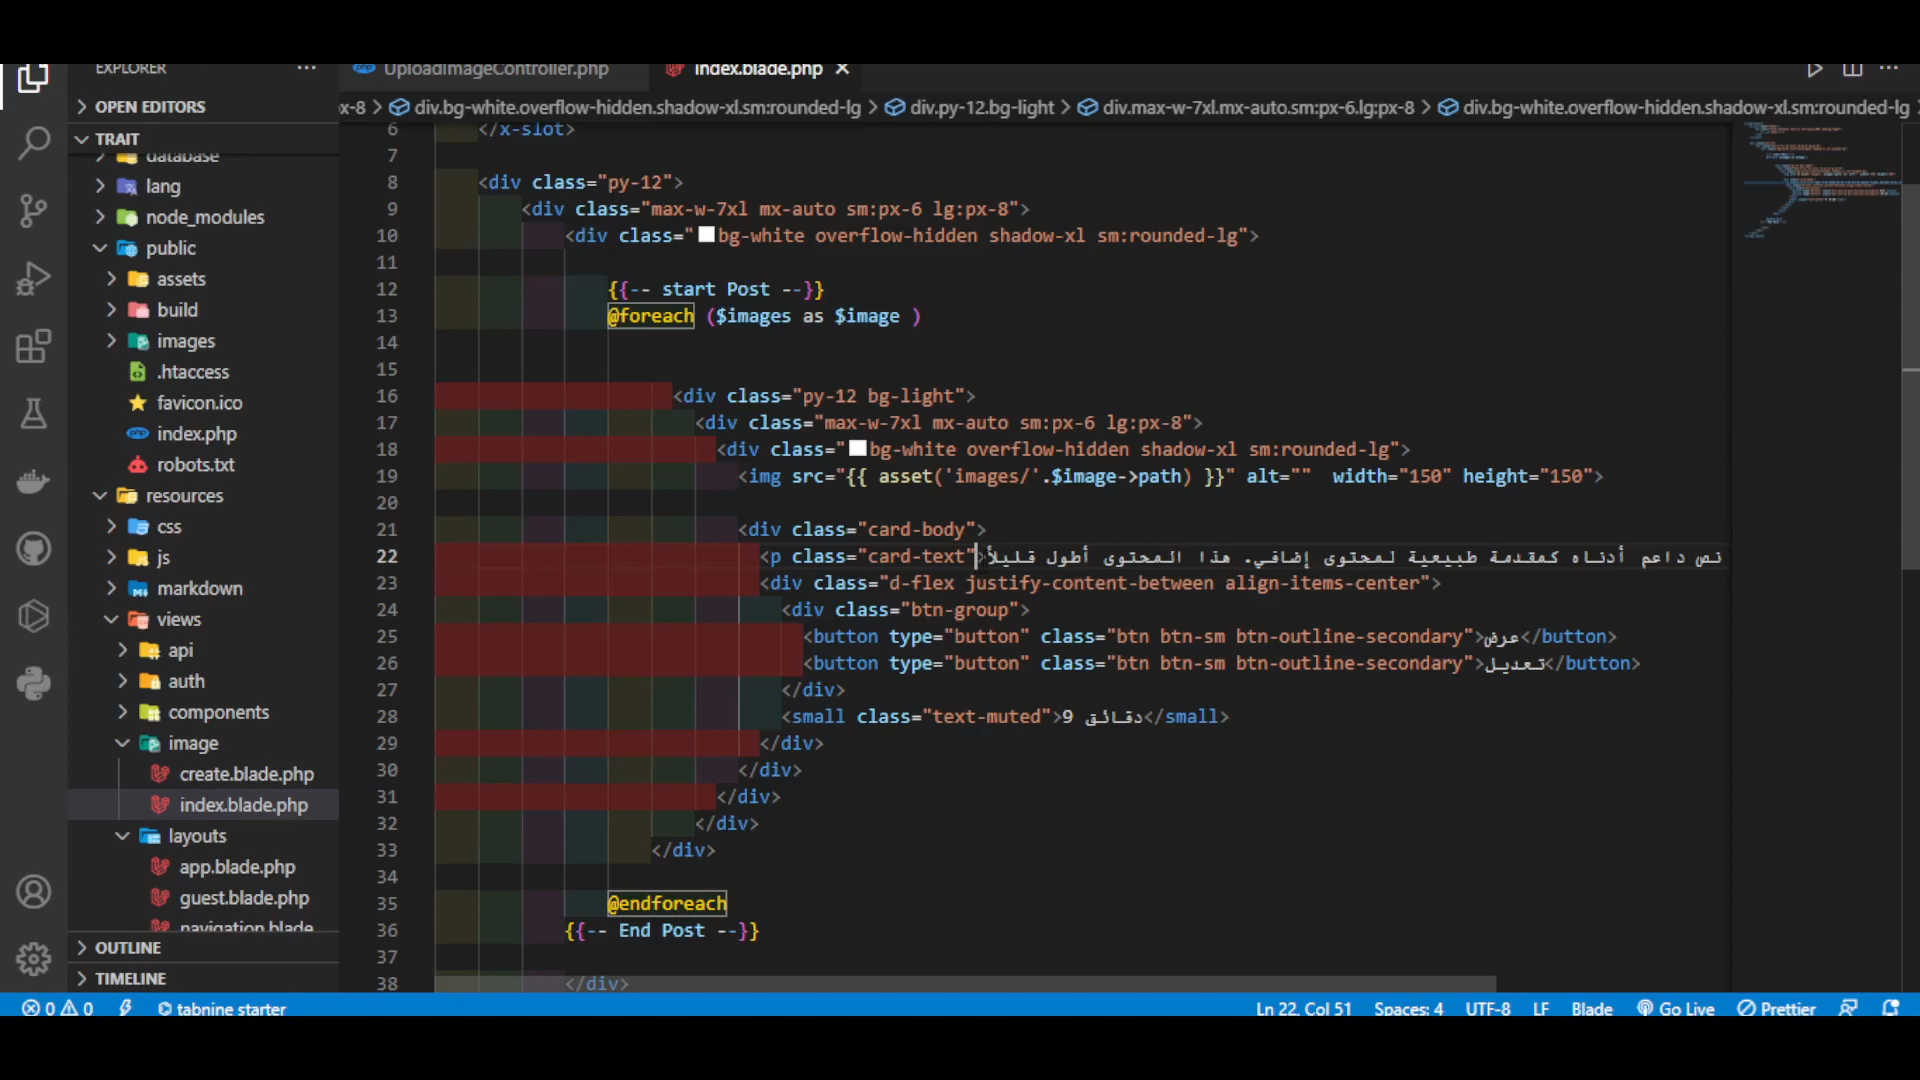 EXPLORER
···
UploadImageController.php
index.blade.php
···
OPEN EDITORS
x-8 > div.bg-white.overflow-hidden.shadow-xl.sm:rounded-lg > div.py-12.bg-light > div.max-w-7xl.mx-auto.sm:px-6.lg:px-8 > div.bg-white.overflow-hidden.shadow-xl.sm:rounded-lg
TRAIT
database
lang
node_modules
public
assets
build
images
.htaccess
favicon.ico
index.php
robots.txt
resources
css
js
markdown
views
api
auth
components
image
create.blade.php
index.blade.php
layouts
app.blade.php
guest.blade.php
navigation.blade
OUTLINE
TIMELINE
6 </x-slot>
7
8 <div class="py-12">
9 <div class="max-w-7xl mx-auto sm:px-6 lg:px-8">
10 <div class="bg-white overflow-hidden shadow-xl sm:rounded-lg">
11
12 {{-- start Post --}}
13 @foreach ($images as $image )
14
15
16 <div class="py-12 bg-light">
17 <div class="max-w-7xl mx-auto sm:px-6 lg:px-8">
18 <div class="bg-white overflow-hidden shadow-xl sm:rounded-lg">
19 <img src="{{ asset('images/'.$image->path) }}" alt="" width="150" height="150">
20
21 <div class="card-body">
22 <p class="card-text">نص داعم أدناه كمقدمة طبيعية لمحتوى إضافي. هذا المحتوى أطول قليلاً
23 <div class="d-flex justify-content-between align-items-center">
24 <div class="btn-group">
25 <button type="button" class="btn btn-sm btn-outline-secondary">عرض</button>
26 <button type="button" class="btn btn-sm btn-outline-secondary">تعديل</button>
27 </div>
28 <small class="text-muted">9 دقائق</small>
29 </div>
30 </div>
31 </div>
32 </div>
33 </div>
34
35 @endforeach
36 {{-- End Post --}}
37
38 </div>
0 0 tabnine starter Ln 22, Col 51 Spaces: 4 UTF-8 LF Blade Go Live Prettier